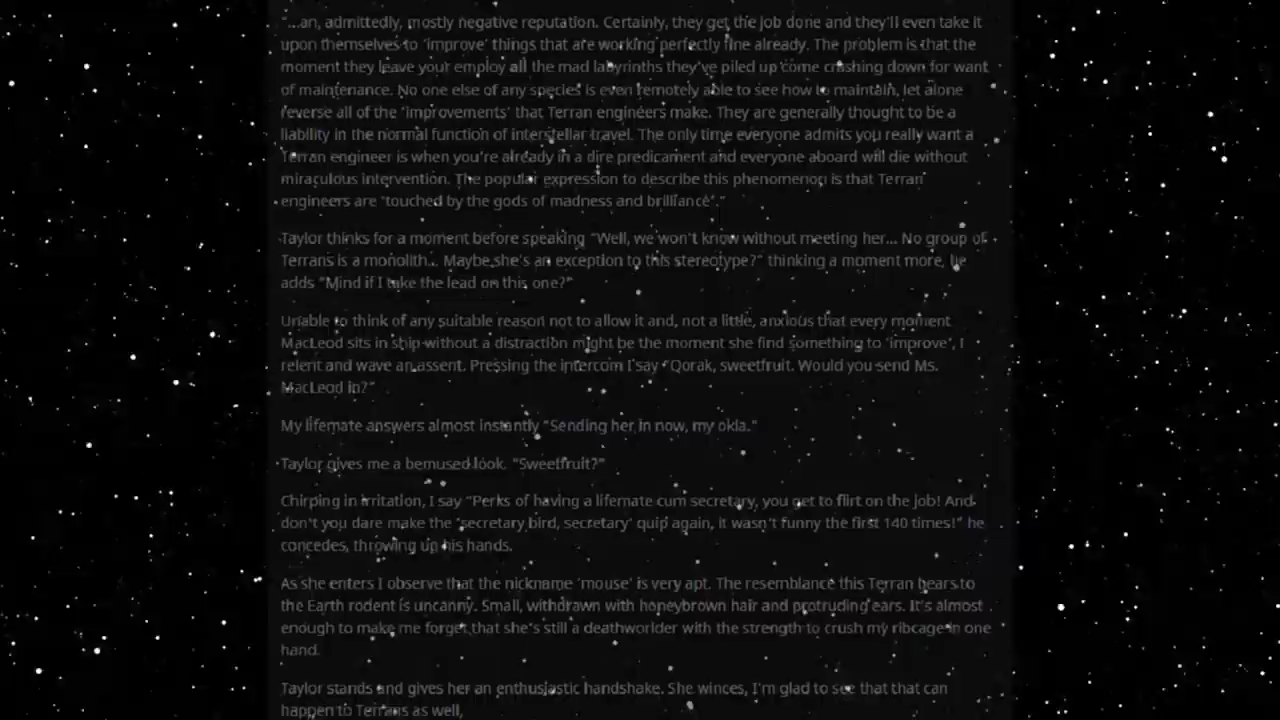 "...an, admittedly, mostly negative reputation. Certainly, they get the job done and they'll even take it
upon themselves to 'improve' things that are working perfectly fine already. The problem is that the
moment they leave your employ all the mad labyrinths they've piled up come crashing down for want
of maintenance. No one else of any species is even remotely able to see how to maintain, let alone
reverse all of the 'improvements' that Terran engineers make. They are generally thought to be a
liability in the normal function of interstellar travel. The only time everyone admits you really want a
Terran engineer is when you're already in a dire predicament and everyone aboard will die without
miraculous intervention. The popular expression to describe this phenomenon is that Terran
engineers are 'touched by the gods of madness and brilliance'."
Taylor thinks for a moment before speaking "Well, we won't know without meeting her... No group of
Terrans is a monolith... Maybe she's an exception to this stereotype?" thinking a moment more, he
adds "Mind if I take the lead on this one?"
Unable to think of any suitable reason not to allow it and, not a little, anxious that every moment
MacLeod sits in ship without a distraction might be the moment she find something to 'improve', I
relent and wave an assent. Pressing the intercom I say "Qorak, sweetfruit. Would you send Ms.
MacLeod in?"
My lifemate answers almost instantly "Sending her in now, my okla."
Taylor gives me a bemused look. "Sweetfruit?"
Chirping in irritation, I say "Perks of having a lifemate cum secretary, you get to flirt on the job! And
don't you dare make the 'secretary bird, secretary' quip again, it wasn't funny the first 140 times!" he
concedes, throwing up his hands.
As she enters I observe that the nickname 'mouse' is very apt. The resemblance this Terran bears to
the Earth rodent is uncanny. Small, withdrawn with honeybrown hair and protruding ears. It's almost
enough to make me forget that she's still a deathworlder with the strength to crush my ribcage in one
hand.
Taylor stands and gives her an enthusiastic handshake. She winces, I'm glad to see that that can
happen to Terrans as well,